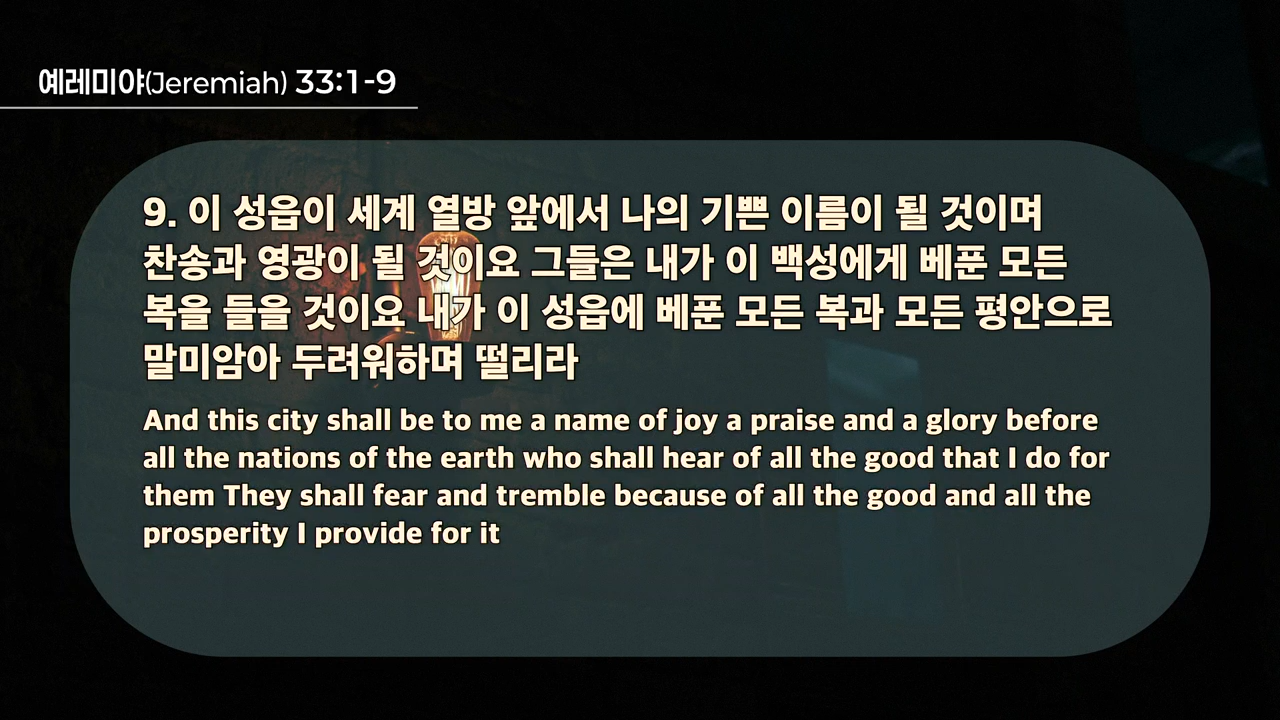 예레미야(Jeremiah) 33:1-9
9. 이 성읍이 세계 열방 앞에서 나의 기쁜 이름이 될 것이며
찬송과 영광이 될 것이요 그들은 내가 이 백성에게 베푼 모든
복을 들을 것이요 내가 이 성읍에 베푼 모든 복과 모든 평안으로
말미암아 두려워하며 떨리라
And this city shall be to me a name of joy a praise and a glory before
all the nations of the earth who shall hear of all the good that I do for
them They shall fear and tremble because of all the good and all the
prosperity I provide for it